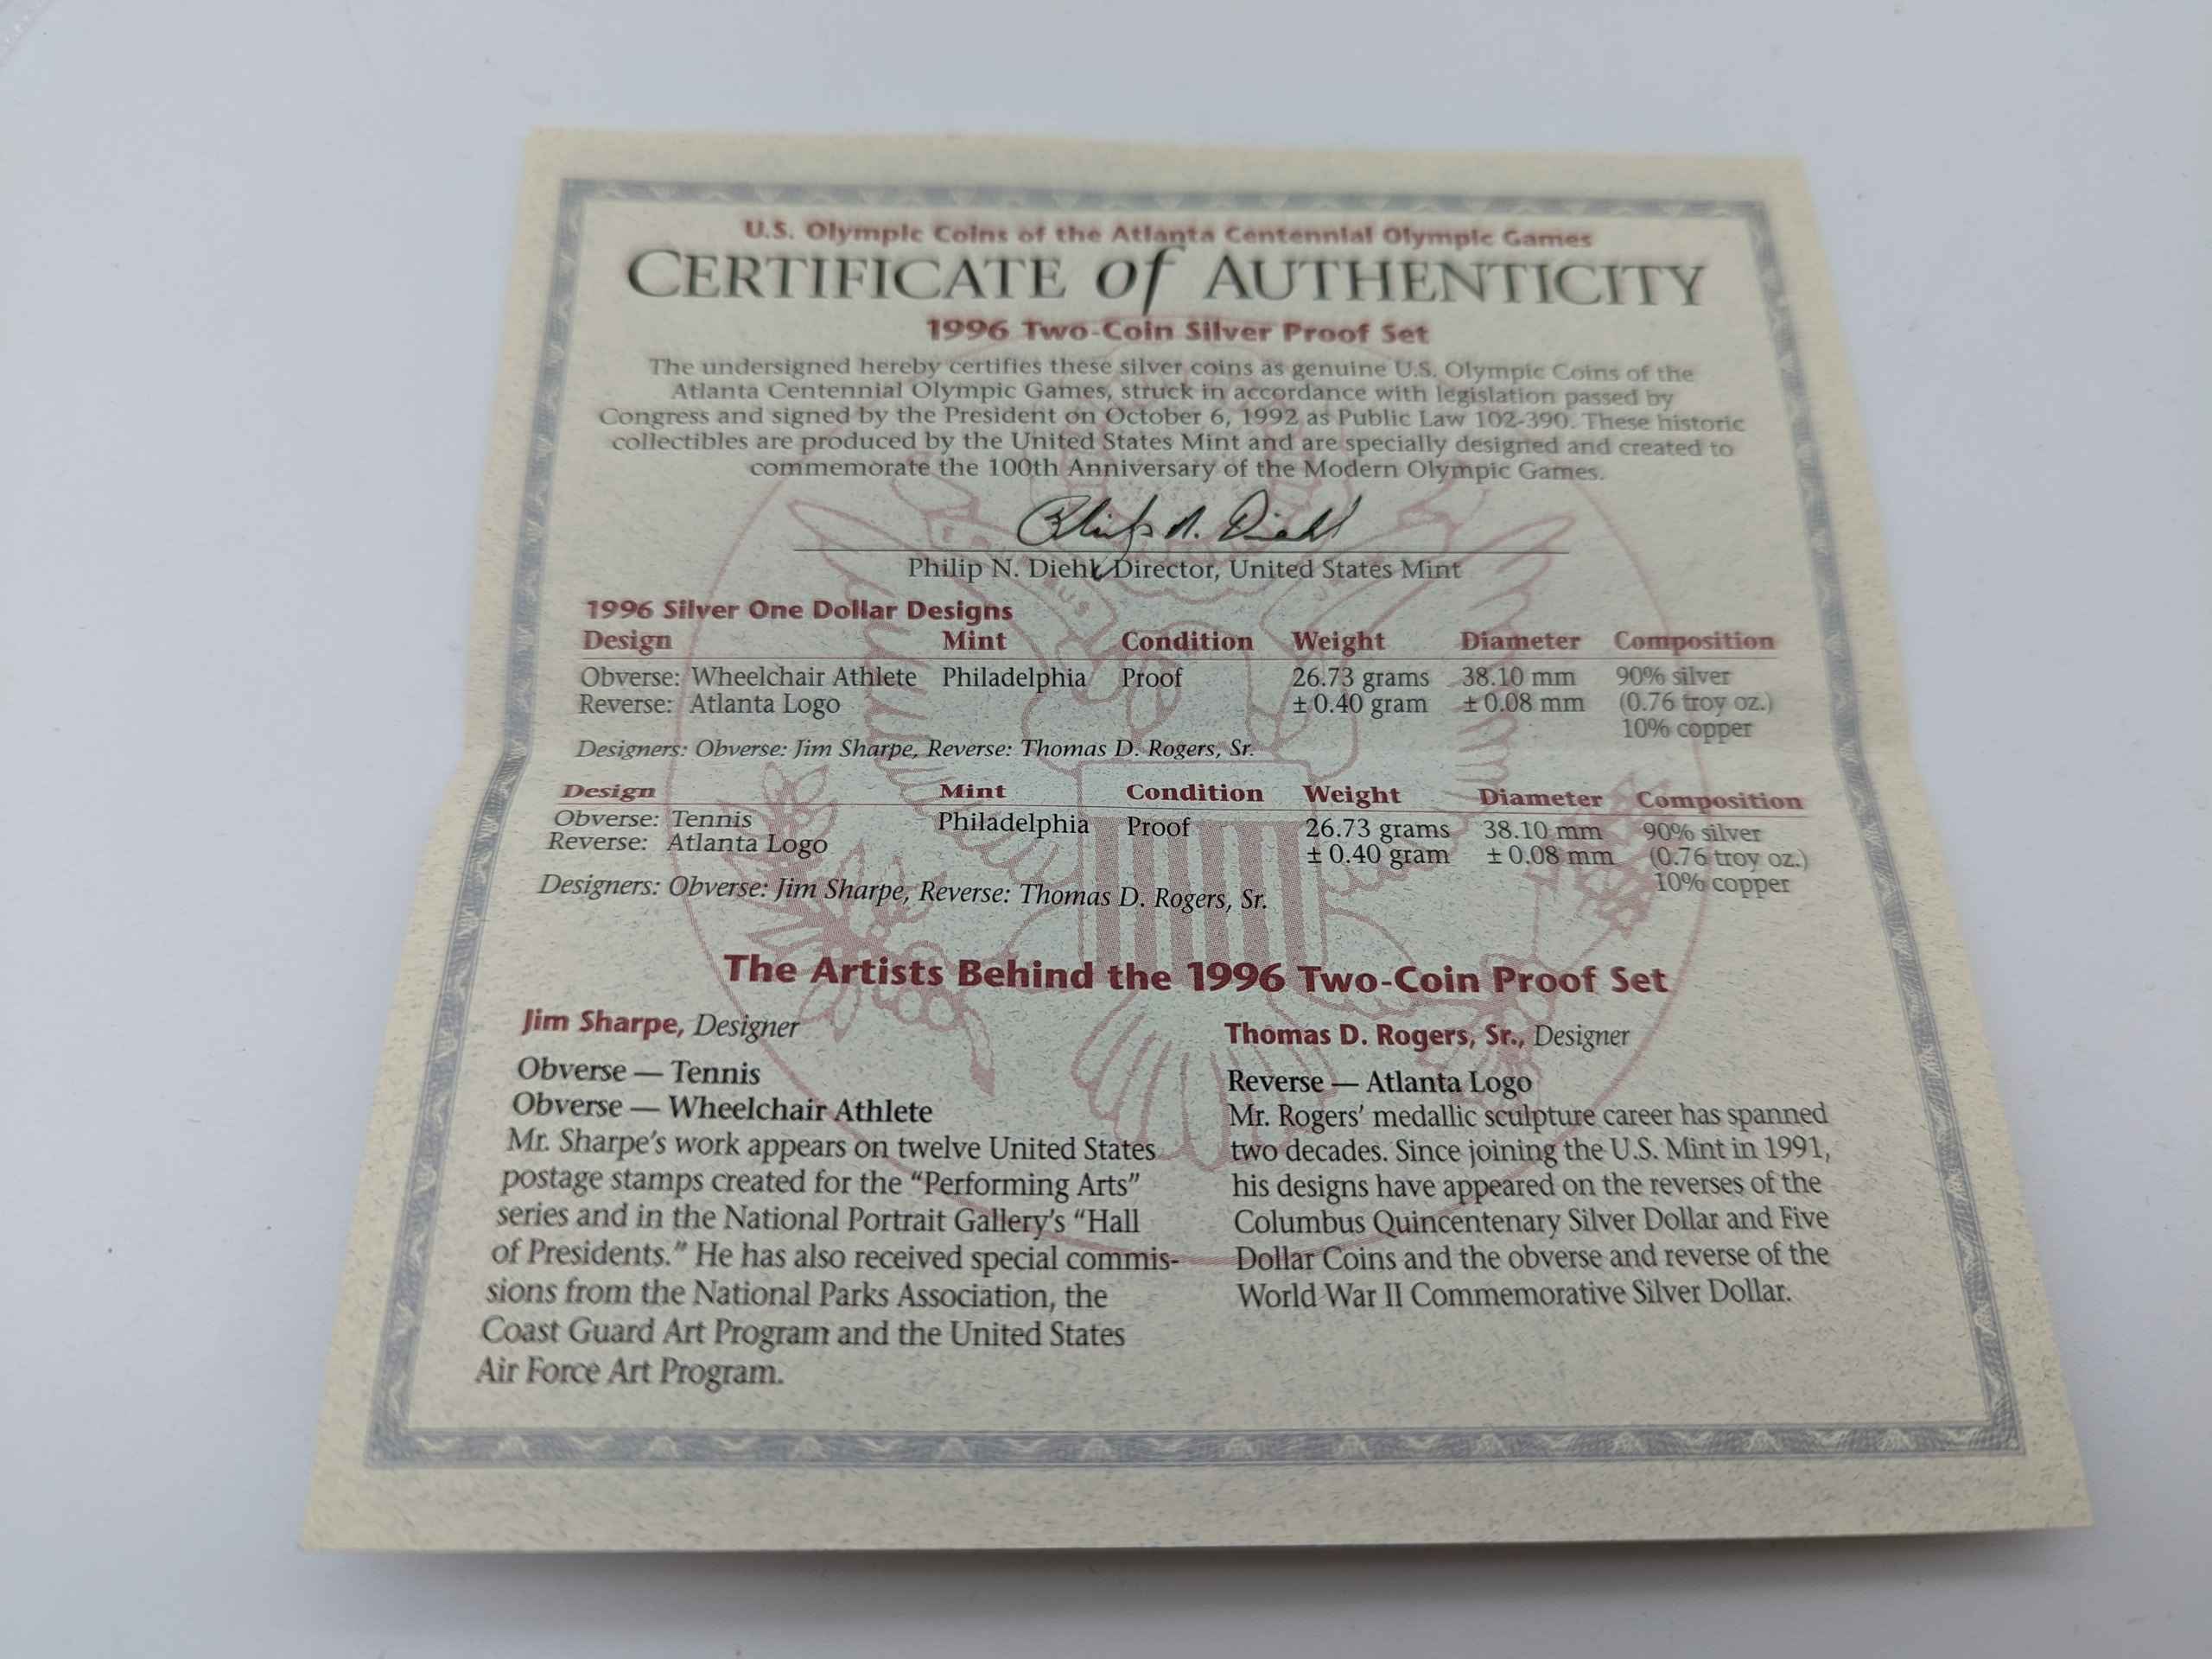 U.S. Olympic Coins of the Atlanta Centennial Olympic Games
CERTIFICATE of AUTHENTICITY
1996 Two-Coin Silver Proof Set
The undersigned hereby certifies these silver coins as genuine U.S. Olympic Coins of the
Atlanta Centennial Olympic Games, struck in accordance with legislation passed by
Congress and signed by the President on October 6, 1992 as Public Law 102-390. These historic
collectibles are produced by the United States Mint and are specially designed and created to
commemorate the 100th Anniversary of the Modern Olympic Games.
Philip N. Diehl
Philip N. Diehl, Director, United States Mint
1996 Silver One Dollar Designs
Design Mint Condition Weight Diameter Composition
Obverse: Wheelchair Athlete Philadelphia Proof 26.73 grams 38.10 mm 90% silver
Reverse: Atlanta Logo ± 0.40 gram ± 0.08 mm (0.76 troy oz.)
10% copper
Designers: Obverse: Jim Sharpe, Reverse: Thomas D. Rogers, Sr.
Design Mint Condition Weight Diameter Composition
Obverse: Tennis Philadelphia Proof 26.73 grams 38.10 mm 90% silver
Reverse: Atlanta Logo ± 0.40 gram ± 0.08 mm (0.76 troy oz.)
10% copper
Designers: Obverse: Jim Sharpe, Reverse: Thomas D. Rogers, Sr.
The Artists Behind the 1996 Two-Coin Proof Set
Jim Sharpe, Designer
Obverse — Tennis
Obverse — Wheelchair Athlete
Mr. Sharpe's work appears on twelve United States
postage stamps created for the “Performing Arts”
series and in the National Portrait Gallery's “Hall
of Presidents.” He has also received special commis-
sions from the National Parks Association, the
Coast Guard Art Program and the United States
Air Force Art Program.
Thomas D. Rogers, Sr., Designer
Reverse — Atlanta Logo
Mr. Rogers' medallic sculpture career has spanned
two decades. Since joining the U.S. Mint in 1991,
his designs have appeared on the reverses of the
Columbus Quincentenary Silver Dollar and Five
Dollar Coins and the obverse and reverse of the
World War II Commemorative Silver Dollar.